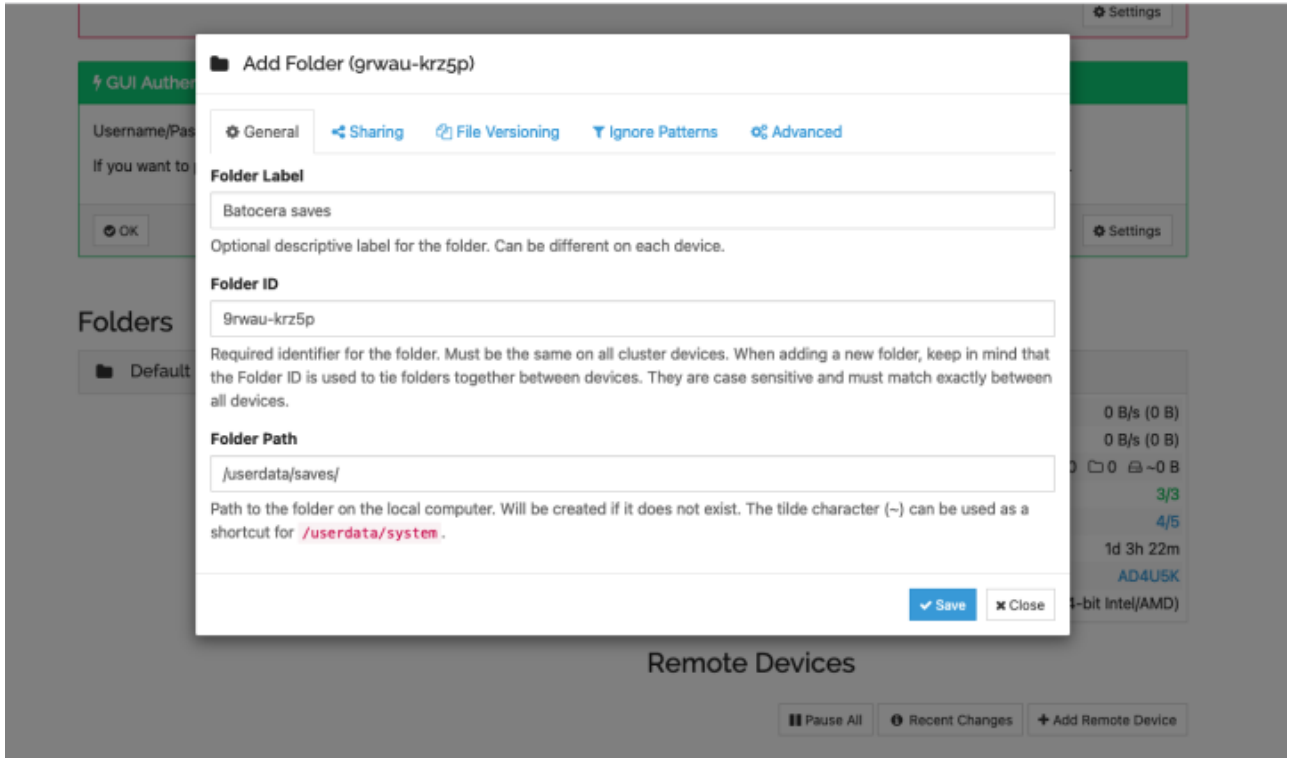 Settings
Add Folder (9rwau-krz5p)
GUI Authen
Username/Pas
If you want to
OK
Settings
General Sharing File Versioning Ignore Patterns Advanced
Folder Label
Batocera saves
Optional descriptive label for the folder. Can be different on each device.
Folder ID
9rwau-krz5p
Required identifier for the folder. Must be the same on all cluster devices. When adding a new folder, keep in mind that
the Folder ID is used to tie folders together between devices. They are case sensitive and must match exactly between
all devices.
Folder Path
/userdata/saves/
Path to the folder on the local computer. Will be created if it does not exist. The tilde character (~) can be used as a
shortcut for /userdata/system.
Save Close
Folders
Default
0 B/s (0 B)
0 B/s (0 B)
0 ~0 B
3/3
4/5
1d 3h 22m
AD4U5K
-bit Intel/AMD)
Remote Devices
Pause All Recent Changes + Add Remote Device